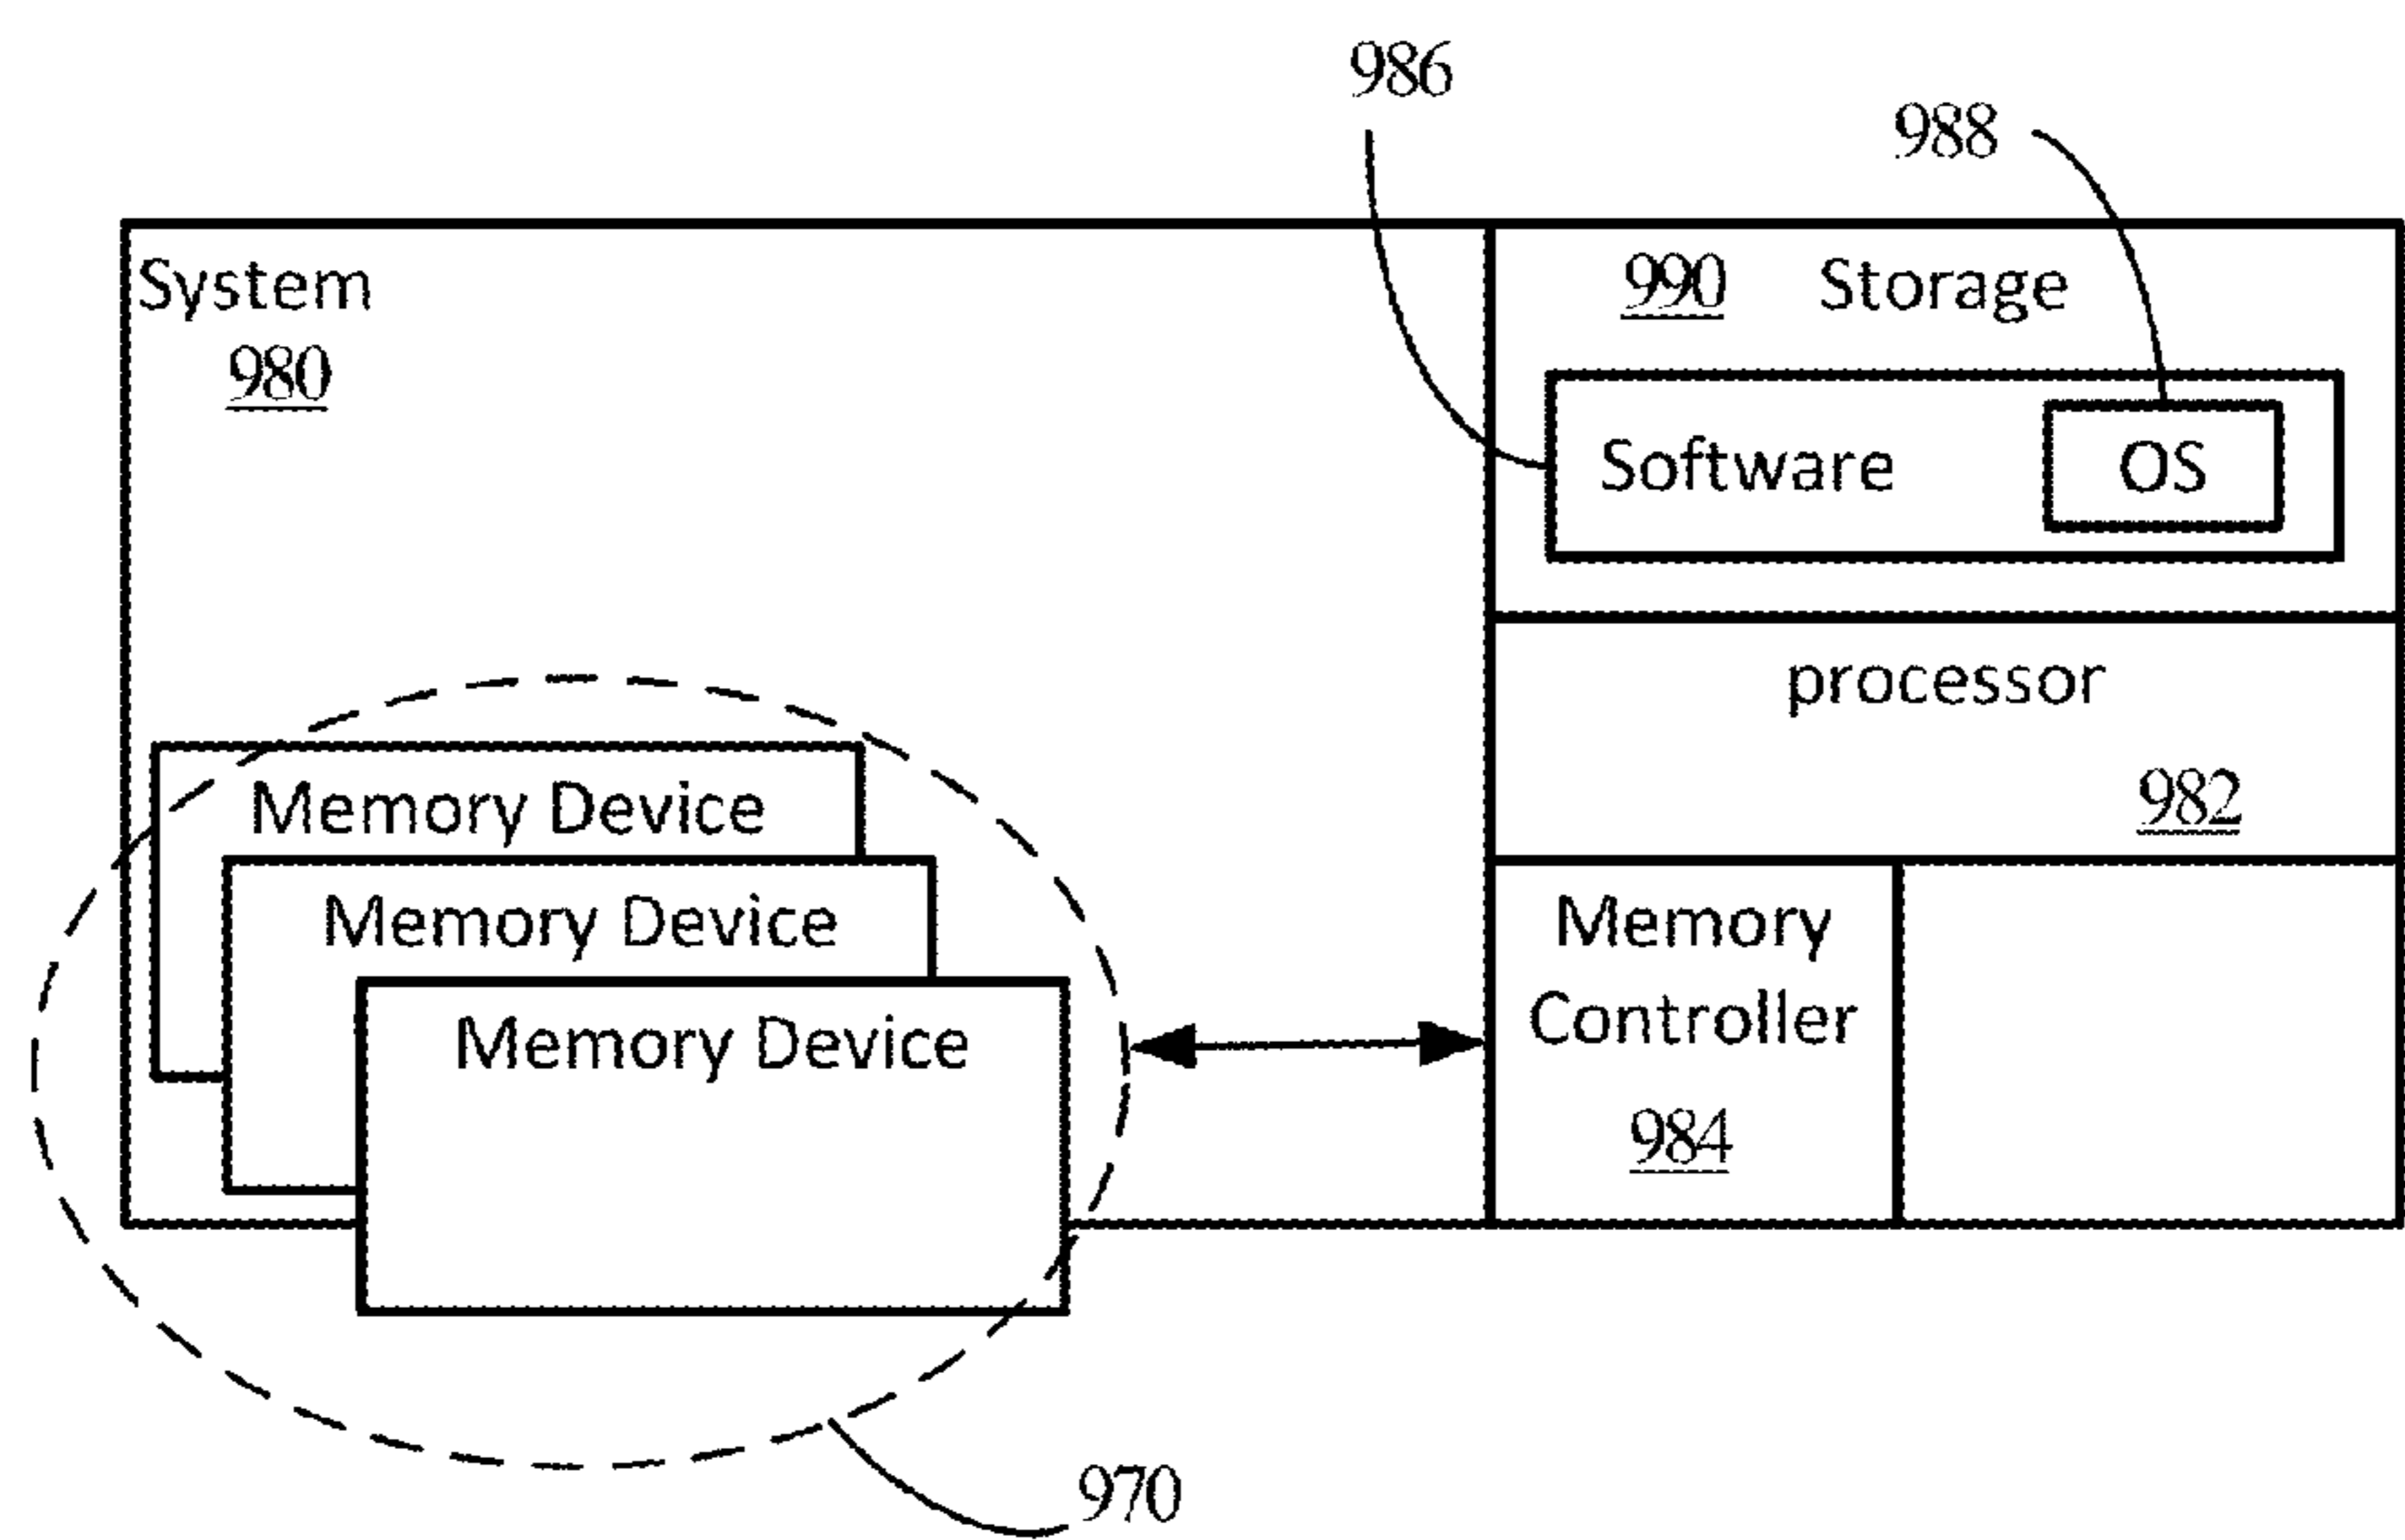 986
988
System
980
990 Storage
Software
OS
processor
982
Memory Device
Memory Device
Memory Device
Memory
Controller
984
970